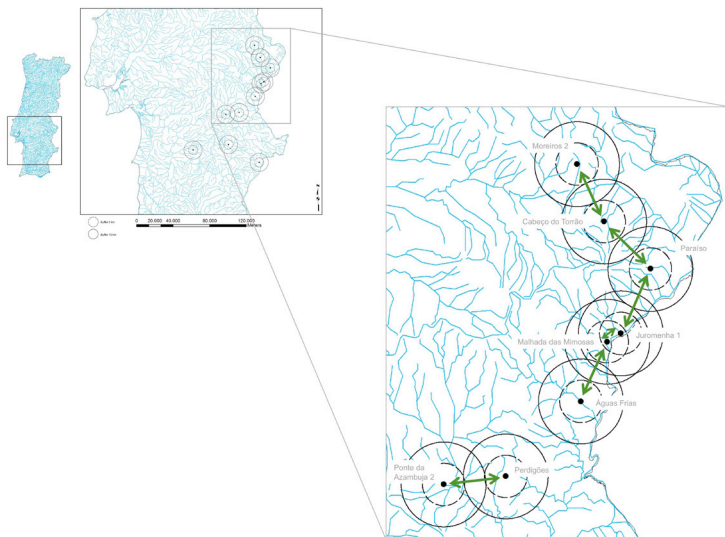 Moreiros 2
Cabeço do Torrão
Paraíso
Juromenha 1
Malhada das Mimosas
Águas Frias
Ponte da
Azambuja 2
Perdigões
0
20.000
40.000
80.000
120.000
Meters